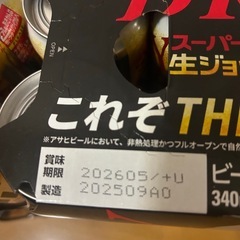 DR
スーパー
生ジョ
OPEN
これぞTHE
※アサヒビールにおいて、非熱処理かつフルオープンで自然
賞味
期限 202605/+U
製造 202509A0
ビー
340